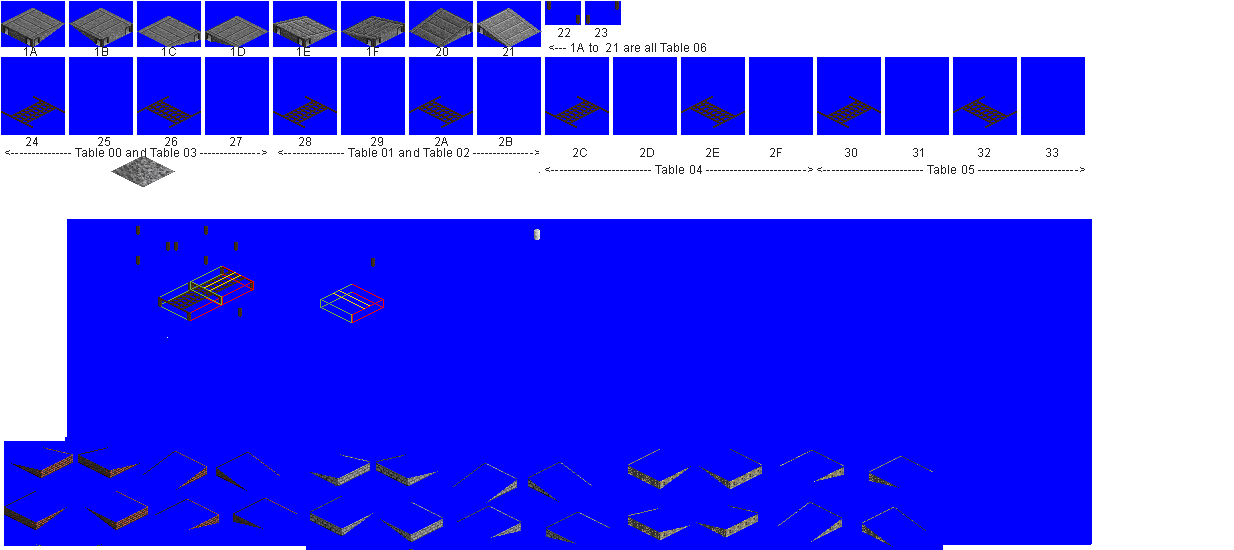 1A 1B 1C 1D 1E 1F 20 21 22 23
<--- 1A to 21 are all Table 06
24 25 26 27 28 29 2A 2B 2C 2D 2E 2F 30 31 32 33
<--------------- Table 00 and Table 03 ---------------> <--------------- Table 01 and Table 02 --------------->
. <------------------------ Table 04 ------------------------> <------------------------ Table 05 ------------------------>